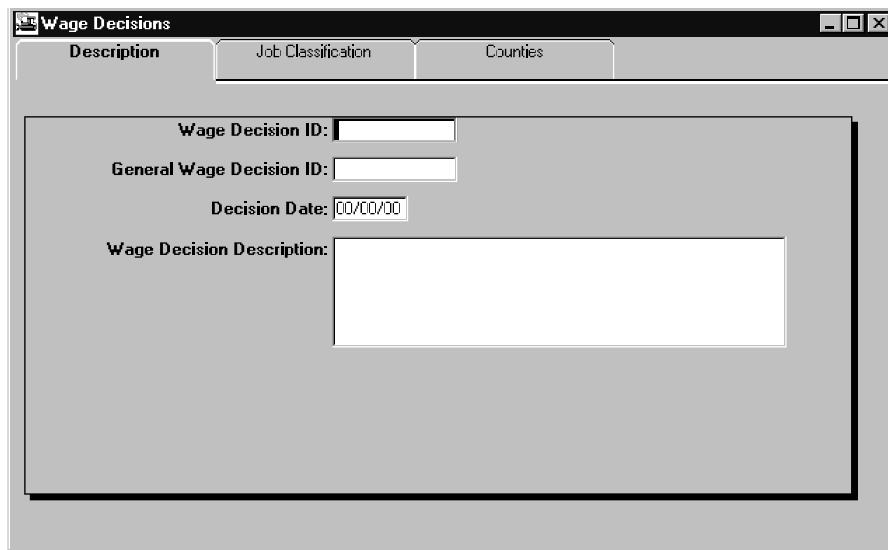 Wage Decisions
Description Job Classification Counties
Wage Decision ID:
General Wage Decision ID:
Decision Date: 00/00/00
Wage Decision Description: